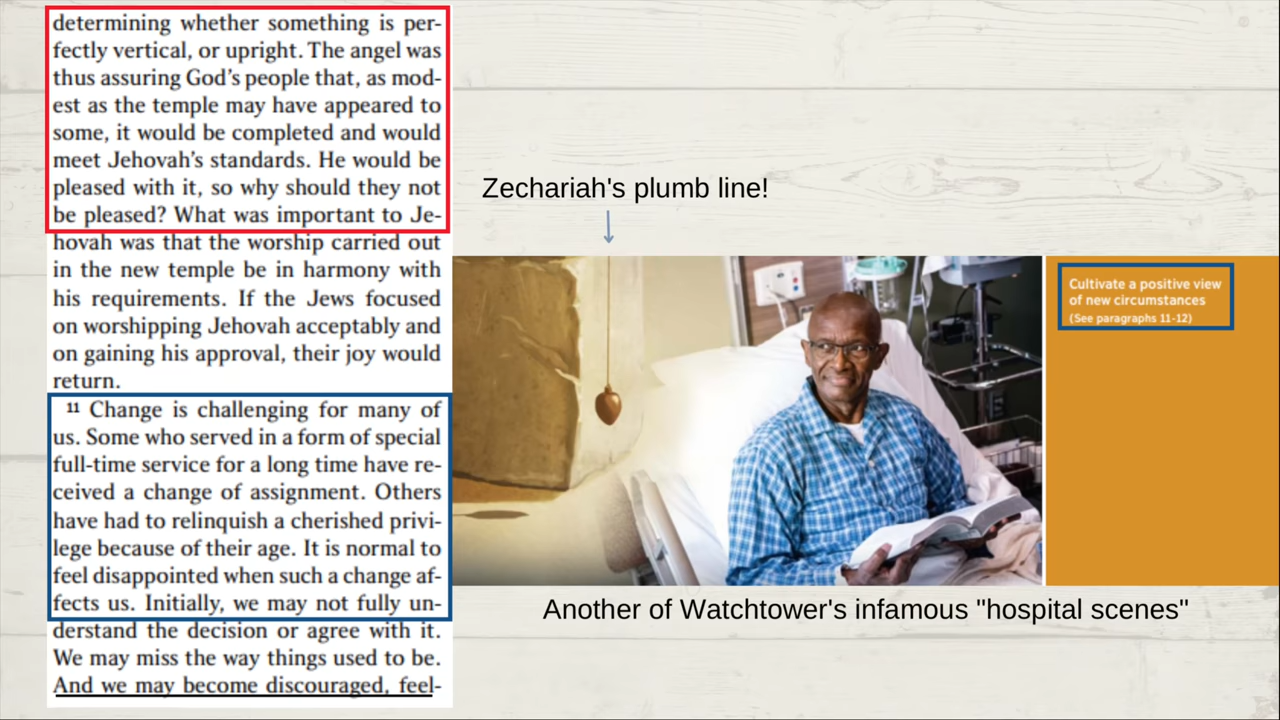 determining whether something is per-
fectly vertical, or upright. The angel was
thus assuring God's people that, as mod-
est as the temple may have appeared to
some, it would be completed and would
meet Jehovah's standards. He would be
pleased with it, so why should they not
be pleased? What was important to Je-
hovah was that the worship carried out
in the new temple be in harmony with
his requirements. If the Jews focused
on worshipping Jehovah acceptably and
on gaining his approval, their joy would
return.
11 Change is challenging for many of
us. Some who served in a form of special
full-time service for a long time have re-
ceived a change of assignment. Others
have had to relinquish a cherished privi-
lege because of their age. It is normal to
feel disappointed when such a change af-
fects us. Initially, we may not fully un-
derstand the decision or agree with it.
We may miss the way things used to be.
And we may become discouraged, feel-
Zechariah's plumb line!
Cultivate a positive view
of new circumstances
(See paragraphs 11-12)
Another of Watchtower's infamous "hospital scenes"